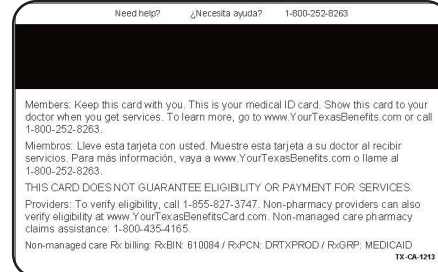 Need help? ¿Necesita ayuda? 1-800-252-8263
Members: Keep this card with you. This is your medical ID card. Show this card to your
doctor when you get services. To learn more, go to www.YourTexasBenefits.com or call
1-800-252-8263.
Miembros: Lleve esta tarjeta con usted. Muestre esta tarjeta a su doctor al recibir
servicios. Para más información, vaya a www.YourTexasBenefits.com o llame al
1-800-252-8263.
THIS CARD DOES NOT GUARANTEE ELIGIBILITY OR PAYMENT FOR SERVICES.
Providers: To verify eligibility, call 1-855-827-3747. Non-pharmacy providers can also
verify eligibility at www.YourTexasBenefitsCard.com. Non-managed care pharmacy
claims assistance: 1-800-435-4165.
Non-managed care Rx billing: RxBIN: 610084 / RxPCN: DRTXPROD / RxGRP: MEDICAID
TX-CA-1213